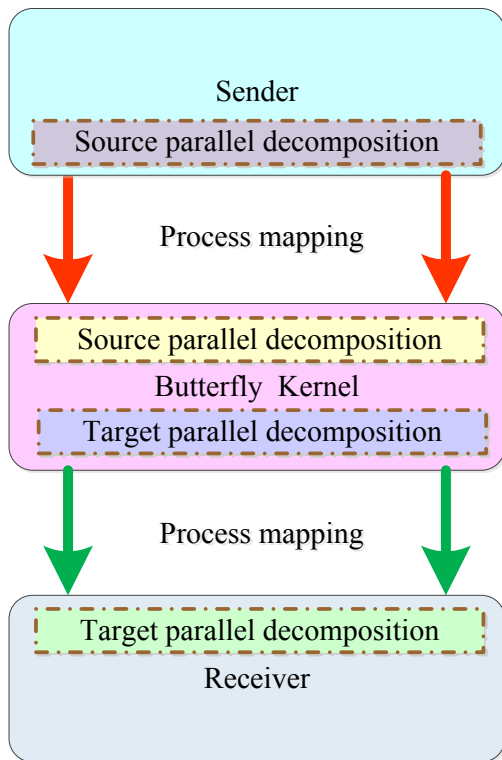 Sender
Source parallel decomposition
Process mapping
Source parallel decomposition
Butterfly Kernel
Target parallel decomposition
Process mapping
Target parallel decomposition
Receiver